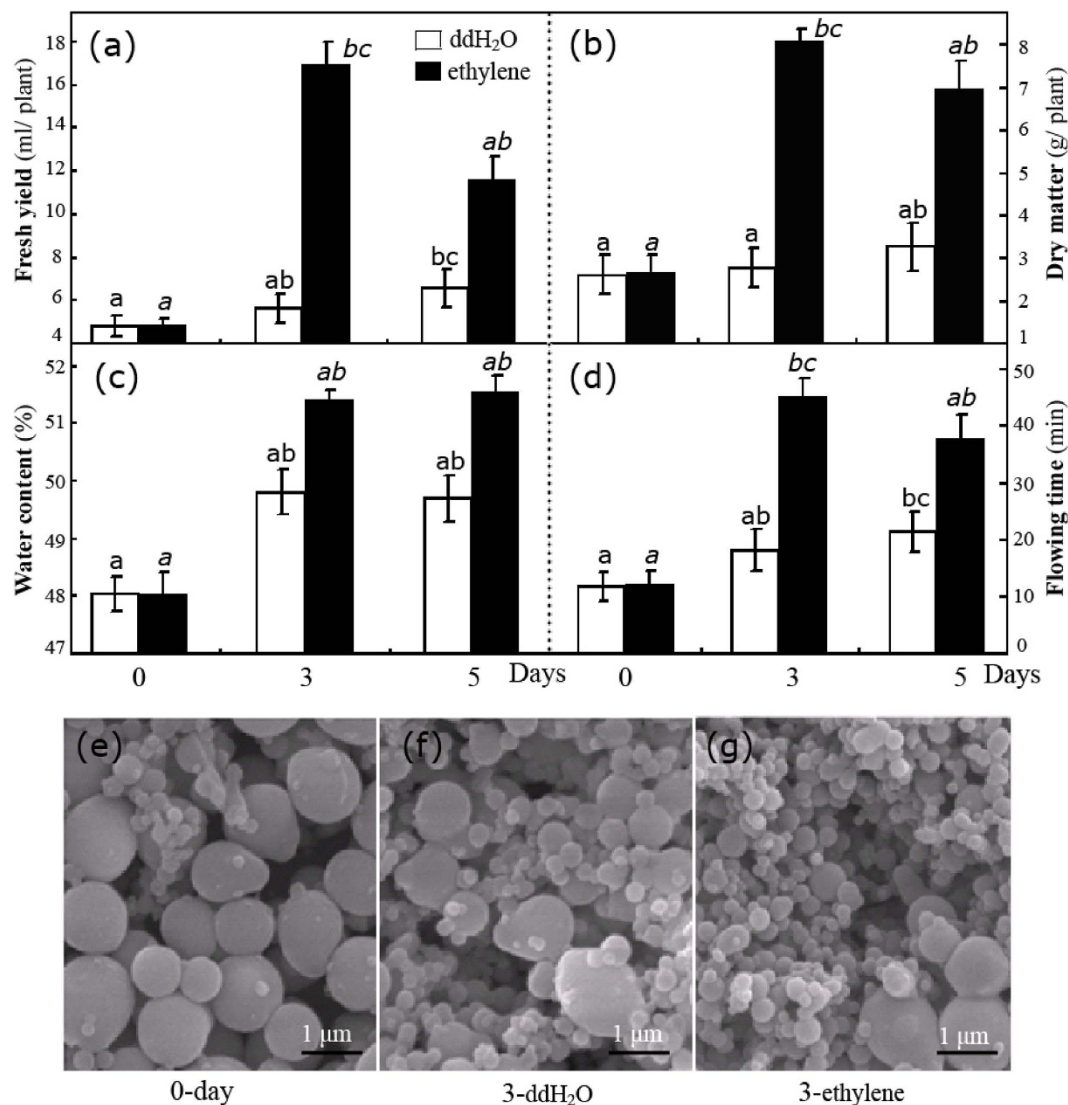 (a)
Fresh yield (ml/ plant)
18
16
14
12
10
8
6
4
ddH₂O
ethylene
a
a
ab
bc
bc
ab
(b)
Dry matter (g/ plant)
8
7
6
5
4
3
2
1
a
a
a
bc
ab
ab
(c)
Water content (%)
52
51
50
49
48
47
a
a
ab
ab
ab
ab
0
3
5
Days
(d)
Flowing time (min)
50
40
30
20
10
0
a
a
ab
bc
bc
ab
0
3
5
Days
(e)
1 μm
0-day
(f)
1 μm
3-ddH₂O
(g)
1 μm
3-ethylene